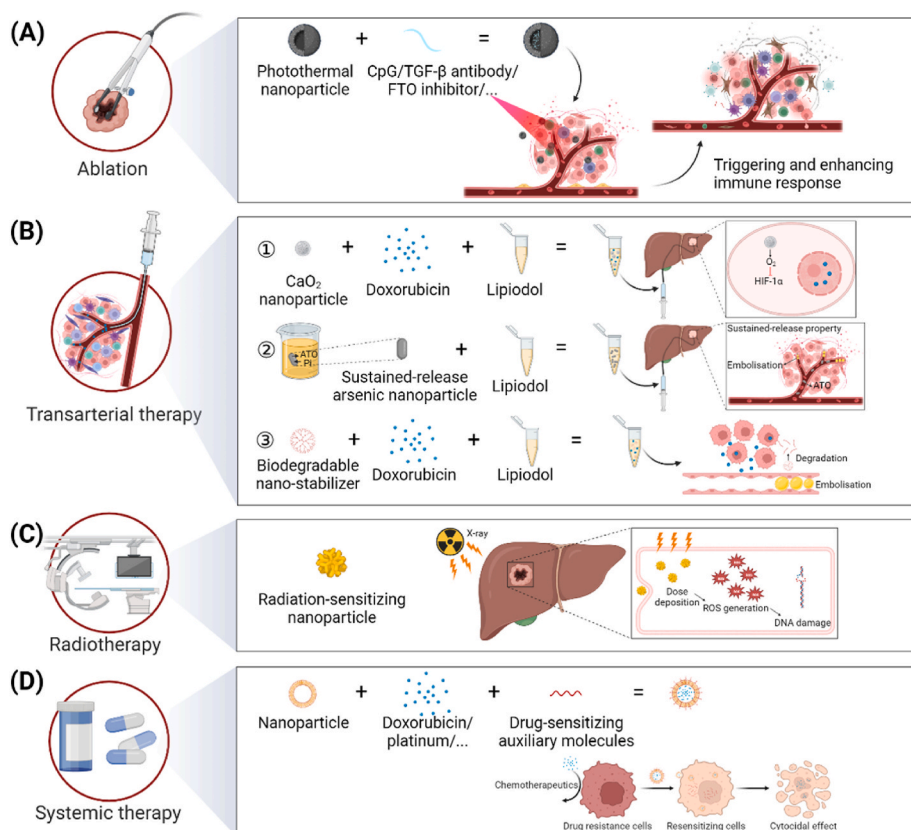 (A)
Ablation
Photothermal
nanoparticle
+
CpG/TGF-β antibody/
FTO inhibitor/...
=
Triggering and enhancing
immune response
(B)
Transarterial therapy
①
CaO₂
nanoparticle
+
Doxorubicin
+
Lipiodol
=
O₂
HIF-1α
②
ATO
Pi
Sustained-release
arsenic nanoparticle
+
Lipiodol
=
Sustained-release property
Embolisation
ATO
③
Biodegradable
nano-stabilizer
+
Doxorubicin
+
Lipiodol
=
Degradation
Embolisation
(C)
Radiotherapy
Radiation-sensitizing
nanoparticle
X-ray
Dose
deposition
ROS generation
DNA damage
(D)
Systemic therapy
Nanoparticle
+
Doxorubicin/
platinum/...
+
Drug-sensitizing
auxiliary molecules
=
Chemotherapeutics
Drug resistance cells
Resensitizing cells
Cytocidal effect